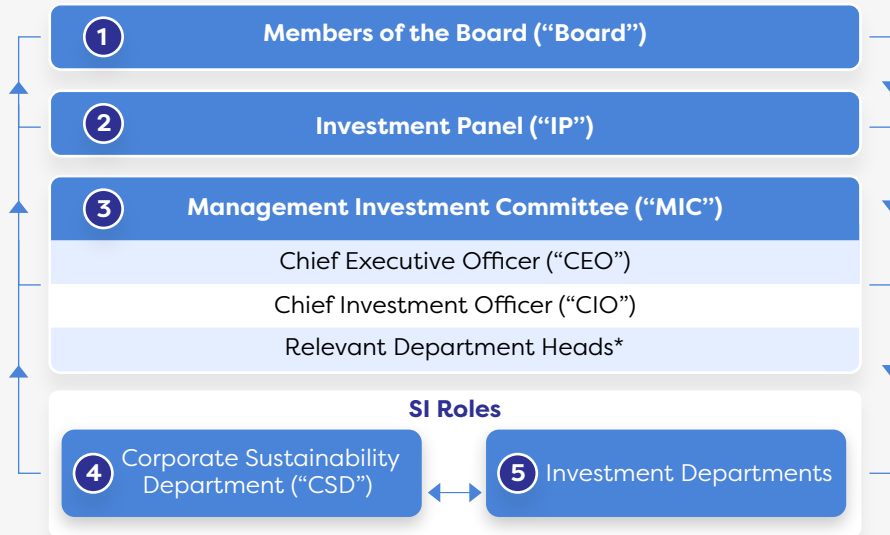 1 Members of the Board (“Board”)
2 Investment Panel (“IP”)
3 Management Investment Committee (“MIC”)
Chief Executive Officer (“CEO”)
Chief Investment Officer (“CIO”)
Relevant Department Heads*
SI Roles
4 Corporate Sustainability
Department (“CSD”)
5 Investment Departments